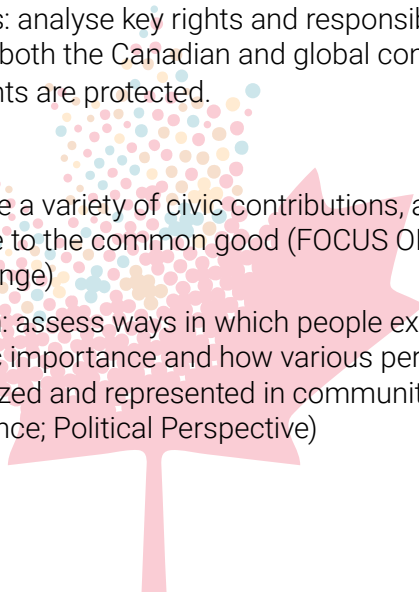 s: analyse key rights and responsib
both the Canadian and global con
nts are protected.
e a variety of civic contributions, a
e to the common good (FOCUS O
nge)
: assess ways in which people ex
c importance and how various per
zed and represented in communit
nce; Political Perspective)